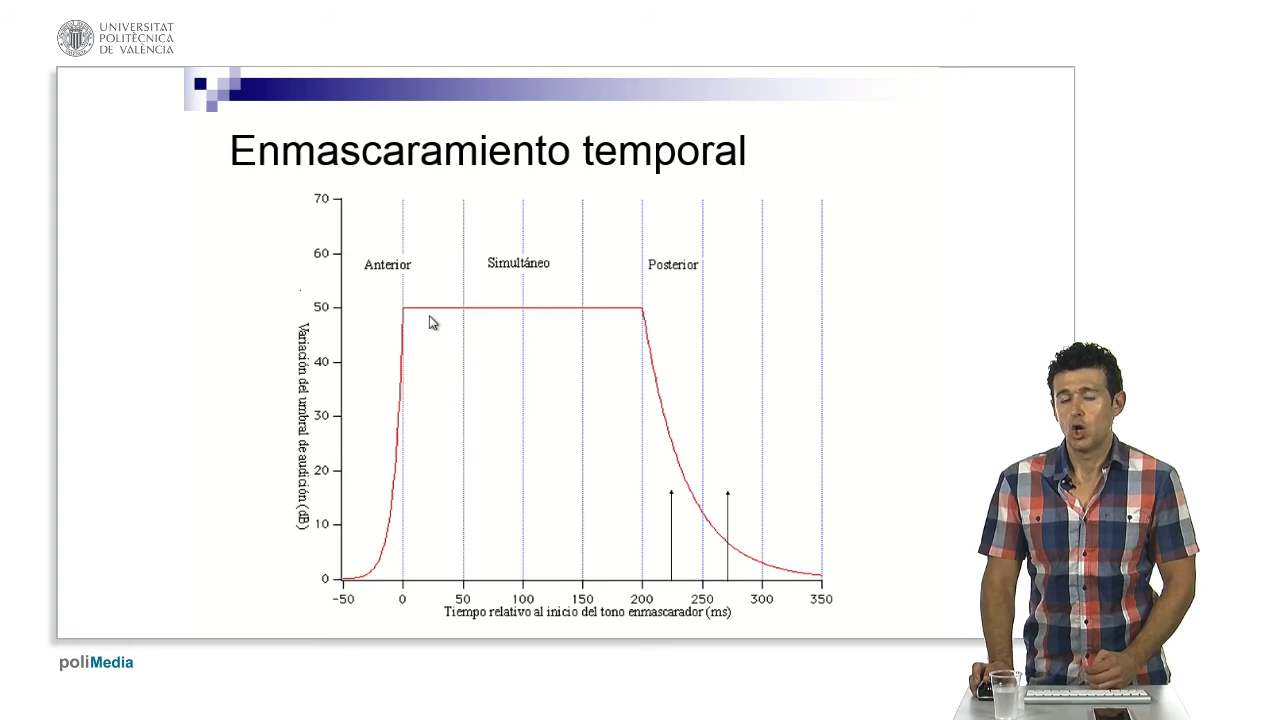 UNIVERSITAT
POLITÈCNICA
DE VALÈNCIA
Enmascaramiento temporal
70
60
50
40
30
20
10
0
Variación del umbral de audición (dB)
Anterior
Simultáneo
Posterior
-50 0 50 100 150 200 250 300 350
Tiempo relativo al inicio del tono enmascarador (ms)
poliMedia